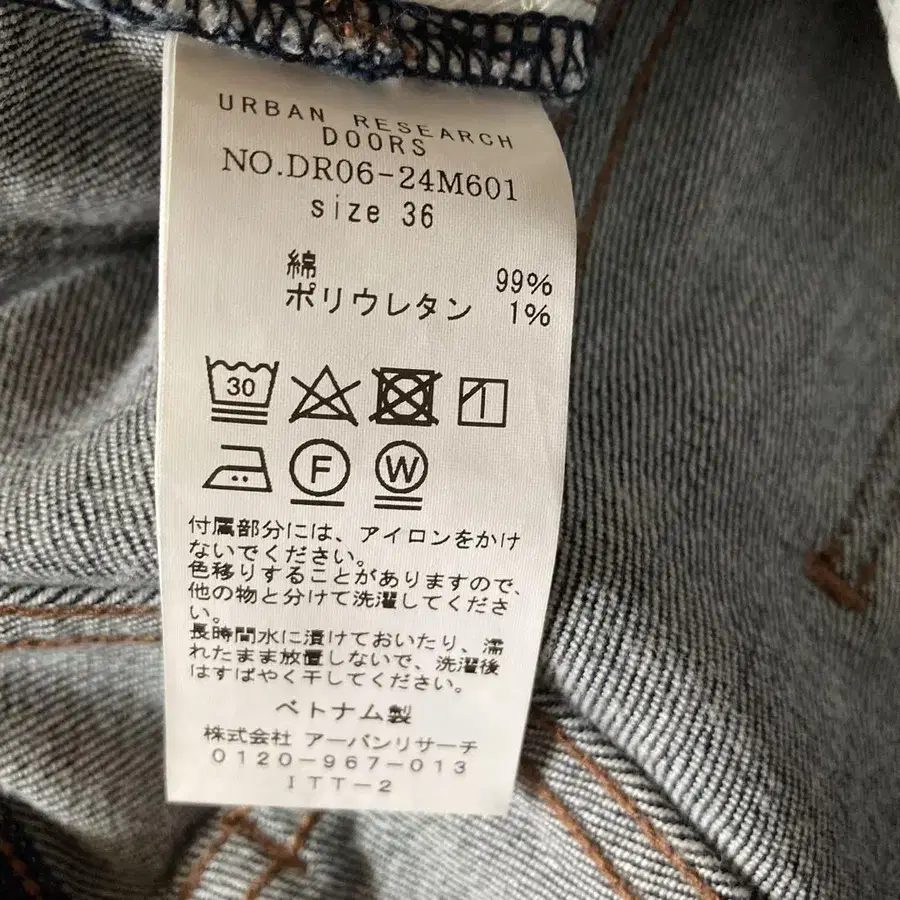 URBAN RESEARCH
DOORS
NO.DR06-24M601
size 36
綿 99%
ポリウレタン 1%
30
F W
付属部分には、アイロンをかけ
ないでください。
色移りすることがありますので、
他の物と分けて洗濯してくださ
い。
長時間水に漬けておいたり、濡
れたまま放置しないで、洗濯後
はすばやく干してください。
ベトナム製
株式会社 アーバンリサーチ
0120-967-013
ITT-2